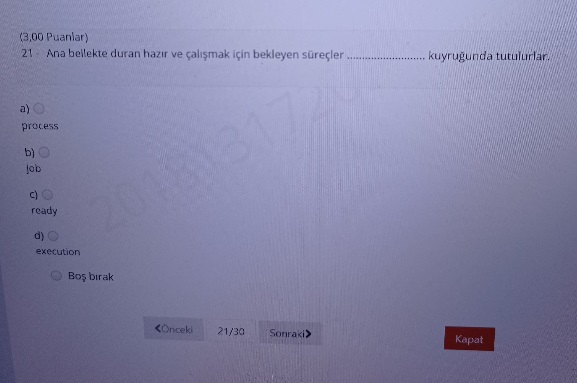 (3,00 Puanlar)
21 - Ana bellekte duran hazır ve çalışmak için bekleyen süreçler .......................... kuyruğunda tutulurlar.
a)
process
b)
job
c)
ready
d)
execution
Boş bırak
❮Önceki 21/30 Sonraki❯
Kapat